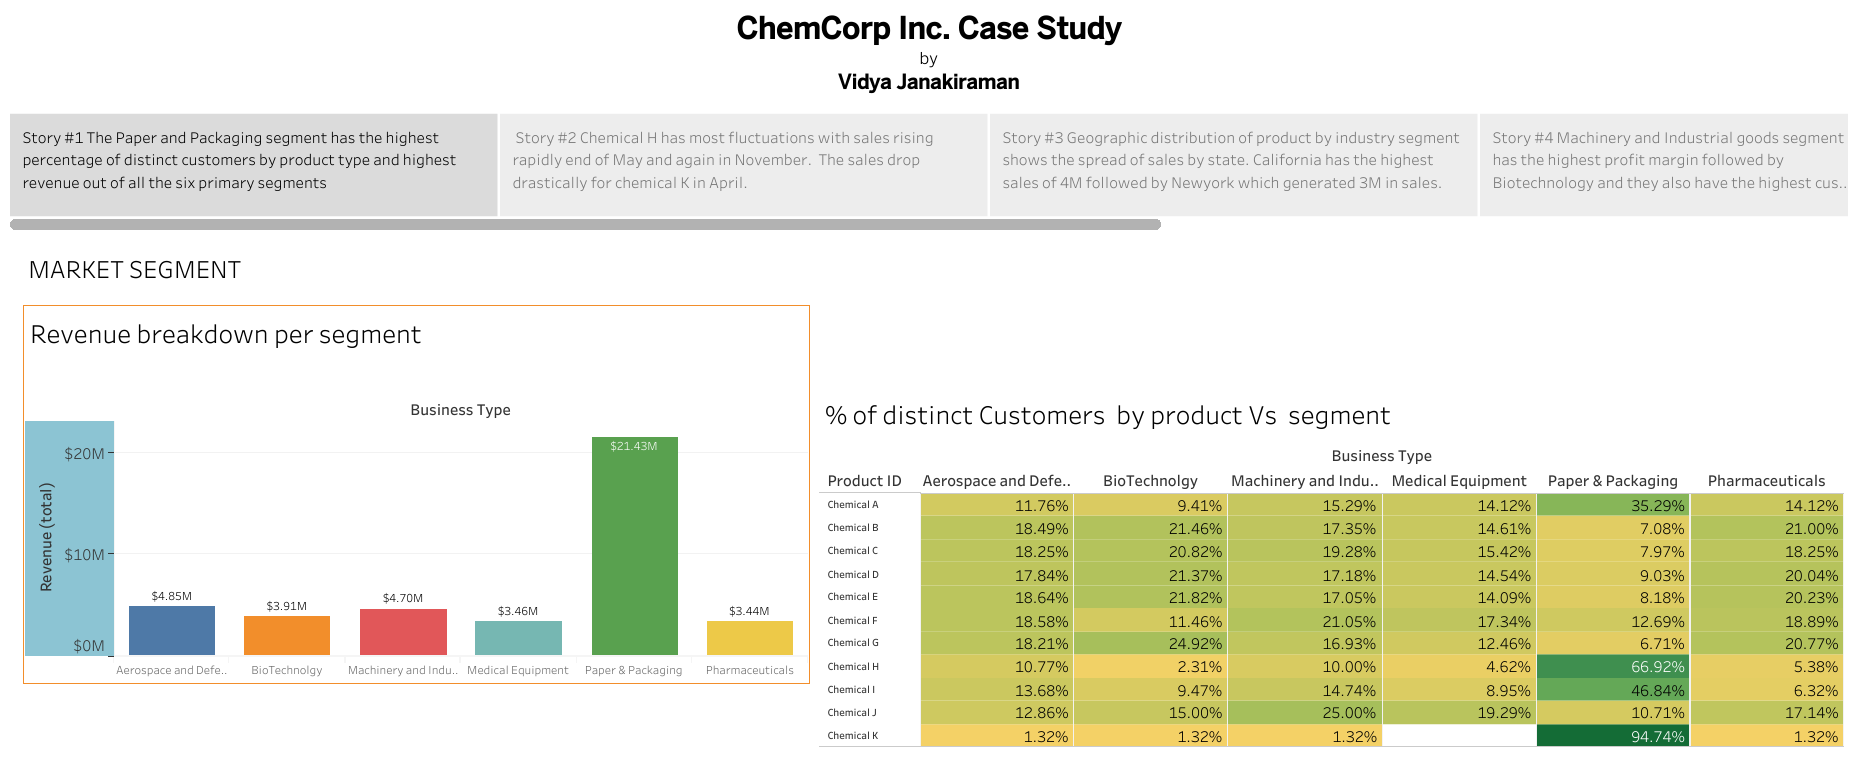 ChemCorp Inc. Case Study
by
Vidya Janakiraman
Story #1 The Paper and Packaging segment has the highest
percentage of distinct customers by product type and highest
revenue out of all the six primary segments
Story #2 Chemical H has most fluctuations with sales rising
rapidly end of May and again in November.  The sales drop
drastically for chemical K in April.
Story #3 Geographic distribution of product by industry segment
shows the spread of sales by state. California has the highest
sales of 4M followed by Newyork which generated 3M in sales.
Story #4 Machinery and Industrial goods segment
has the highest profit margin followed by
Biotechnology and they also have the highest cus..
MARKET SEGMENT
Revenue breakdown per segment
Business Type
Revenue (total)
$20M
$10M
$0M
$4.85M
$3.91M
$4.70M
$3.46M
$21.43M
$3.44M
Aerospace and Defe.. BioTechnolgy Machinery and Indu.. Medical Equipment Paper & Packaging Pharmaceuticals
% of distinct Customers  by product Vs  segment
Business Type
Product ID Aerospace and Defe.. BioTechnolgy Machinery and Indu.. Medical Equipment Paper & Packaging Pharmaceuticals
Chemical A 11.76% 9.41% 15.29% 14.12% 35.29% 14.12%
Chemical B 18.49% 21.46% 17.35% 14.61% 7.08% 21.00%
Chemical C 18.25% 20.82% 19.28% 15.42% 7.97% 18.25%
Chemical D 17.84% 21.37% 17.18% 14.54% 9.03% 20.04%
Chemical E 18.64% 21.82% 17.05% 14.09% 8.18% 20.23%
Chemical F 18.58% 11.46% 21.05% 17.34% 12.69% 18.89%
Chemical G 18.21% 24.92% 16.93% 12.46% 6.71% 20.77%
Chemical H 10.77% 2.31% 10.00% 4.62% 66.92% 5.38%
Chemical I 13.68% 9.47% 14.74% 8.95% 46.84% 6.32%
Chemical J 12.86% 15.00% 25.00% 19.29% 10.71% 17.14%
Chemical K 1.32% 1.32% 1.32% 94.74% 1.32%